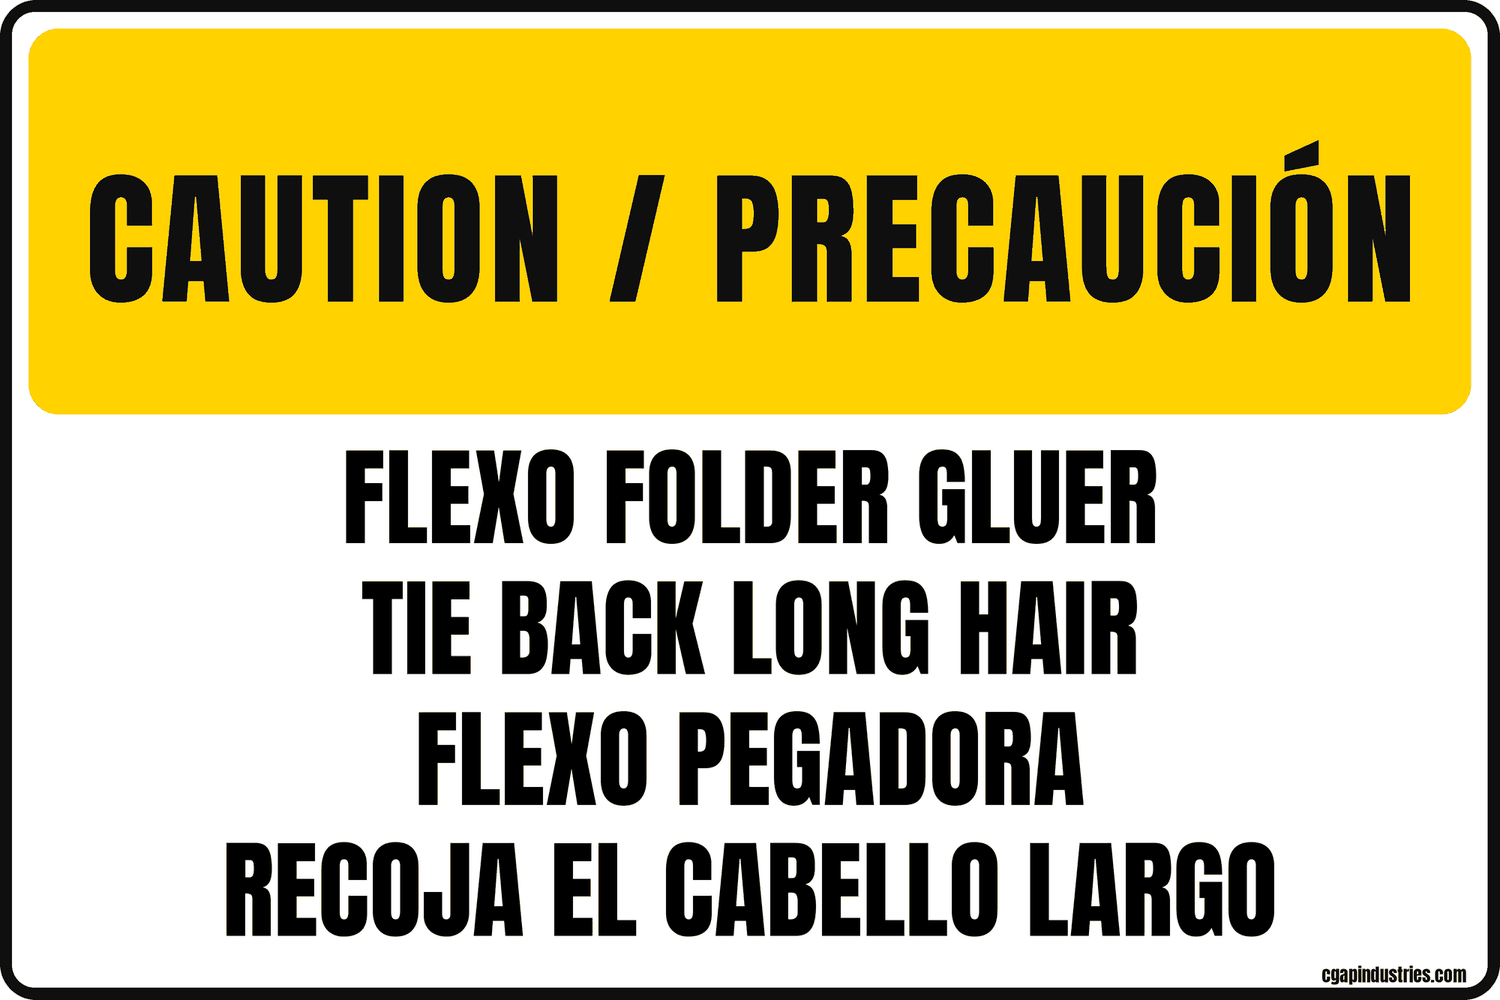 CAUTION / PRECAUCIÓN
FLEXO FOLDER GLUER
TIE BACK LONG HAIR
FLEXO PEGADORA
RECOJA EL CABELLO LARGO
cgapindustries.com